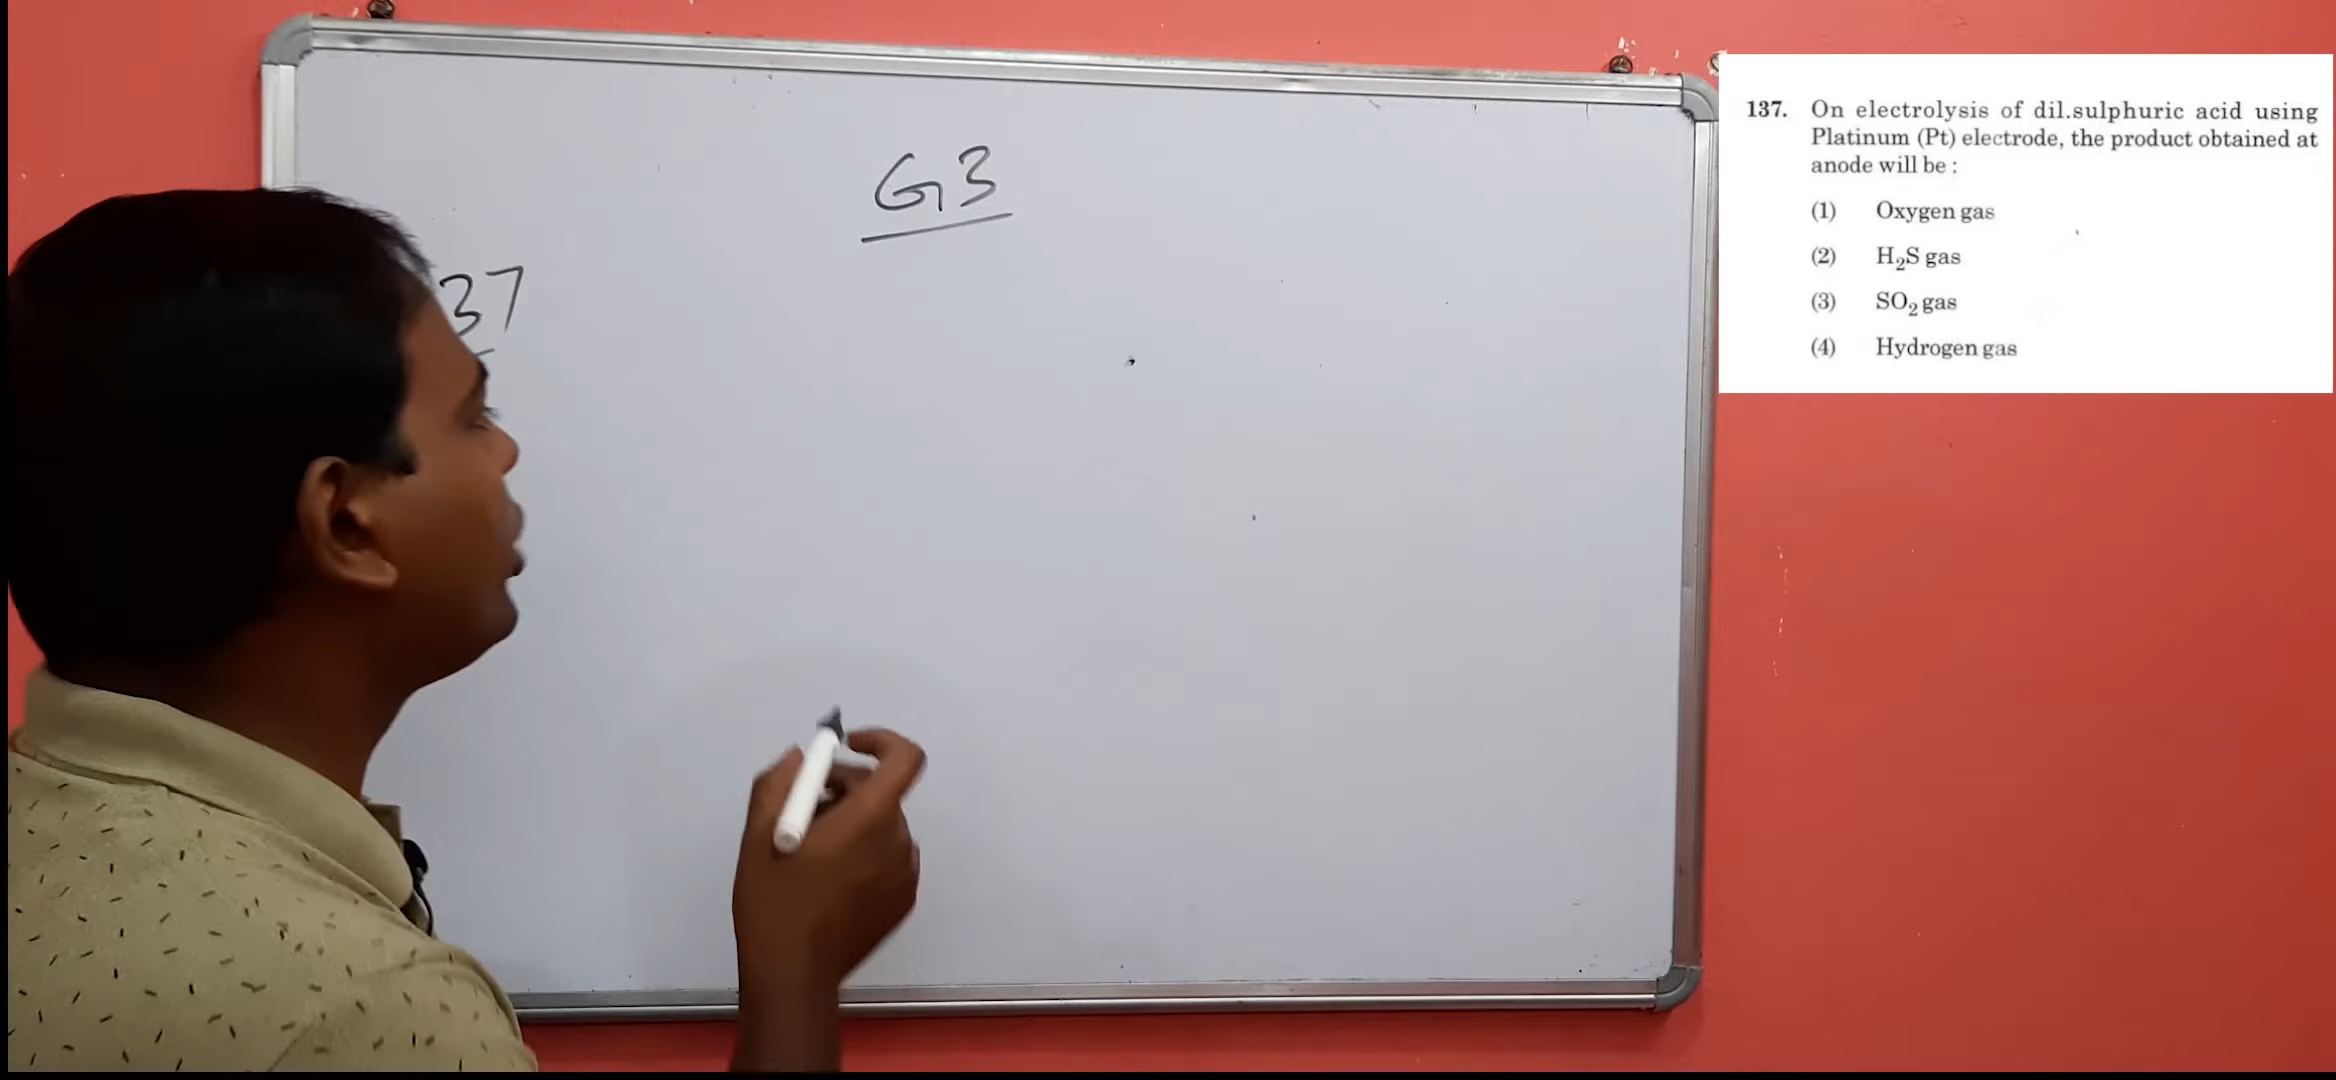 G3
37
137. On electrolysis of dil.sulphuric acid using
Platinum (Pt) electrode, the product obtained at
anode will be :
(1) Oxygen gas
(2) H₂S gas
(3) SO₂ gas
(4) Hydrogen gas